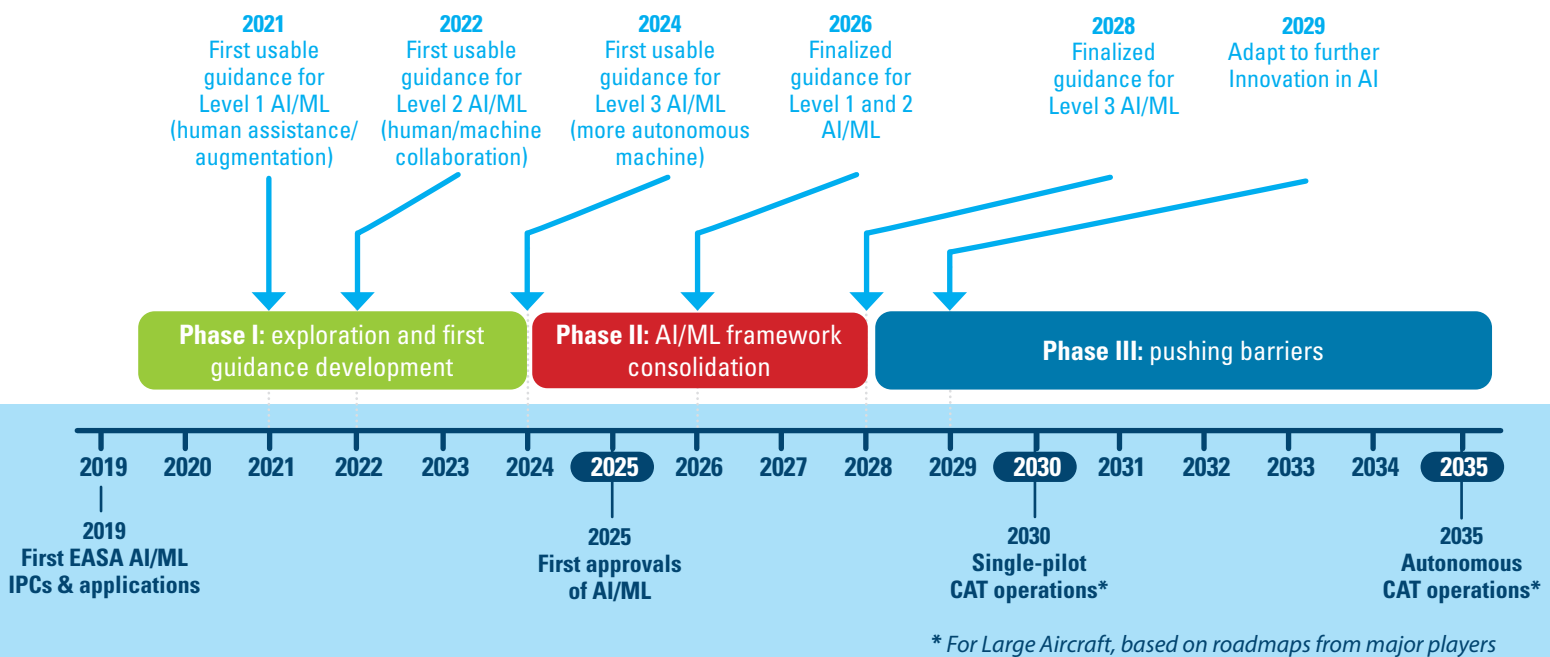 2021
First usable
guidance for
Level 1 AI/ML
(human assistance/
augmentation)
2022
First usable
guidance for
Level 2 AI/ML
(human/machine
collaboration)
2024
First usable
guidance for
Level 3 AI/ML
(more autonomous
machine)
2026
Finalized
guidance for
Level 1 and 2
AI/ML
2028
Finalized
guidance for
Level 3 AI/ML
2029
Adapt to further
Innovation in AI
Phase I: exploration and first
guidance development
Phase II: AI/ML framework
consolidation
Phase III: pushing barriers
2019 2020 2021 2022 2023 2024 2025 2026 2027 2028 2029 2030 2031 2032 2033 2034 2035
2019
First EASA AI/ML
IPCs & applications
2025
First approvals
of AI/ML
2030
Single-pilot
CAT operations*
2035
Autonomous
CAT operations*
* For Large Aircraft, based on roadmaps from major players